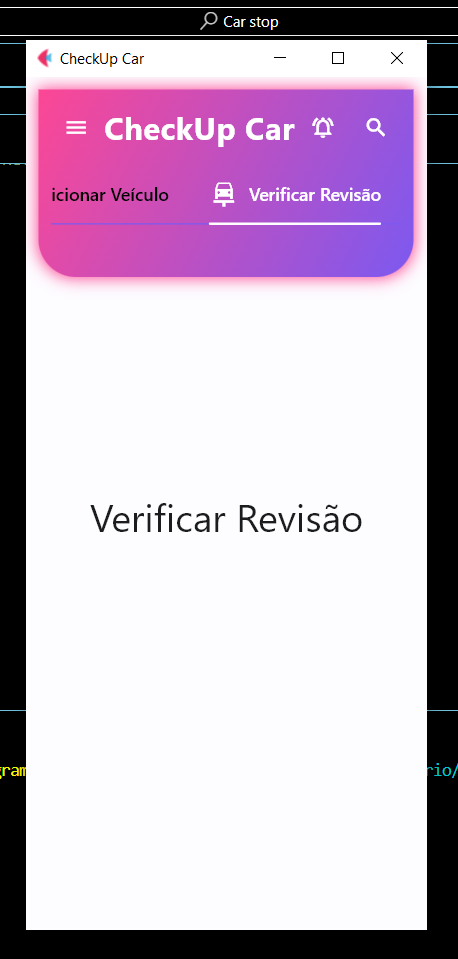 Car stop
CheckUp Car
CheckUp Car
icionar Veículo
Verificar Revisão
Verificar Revisão
gram
rio/